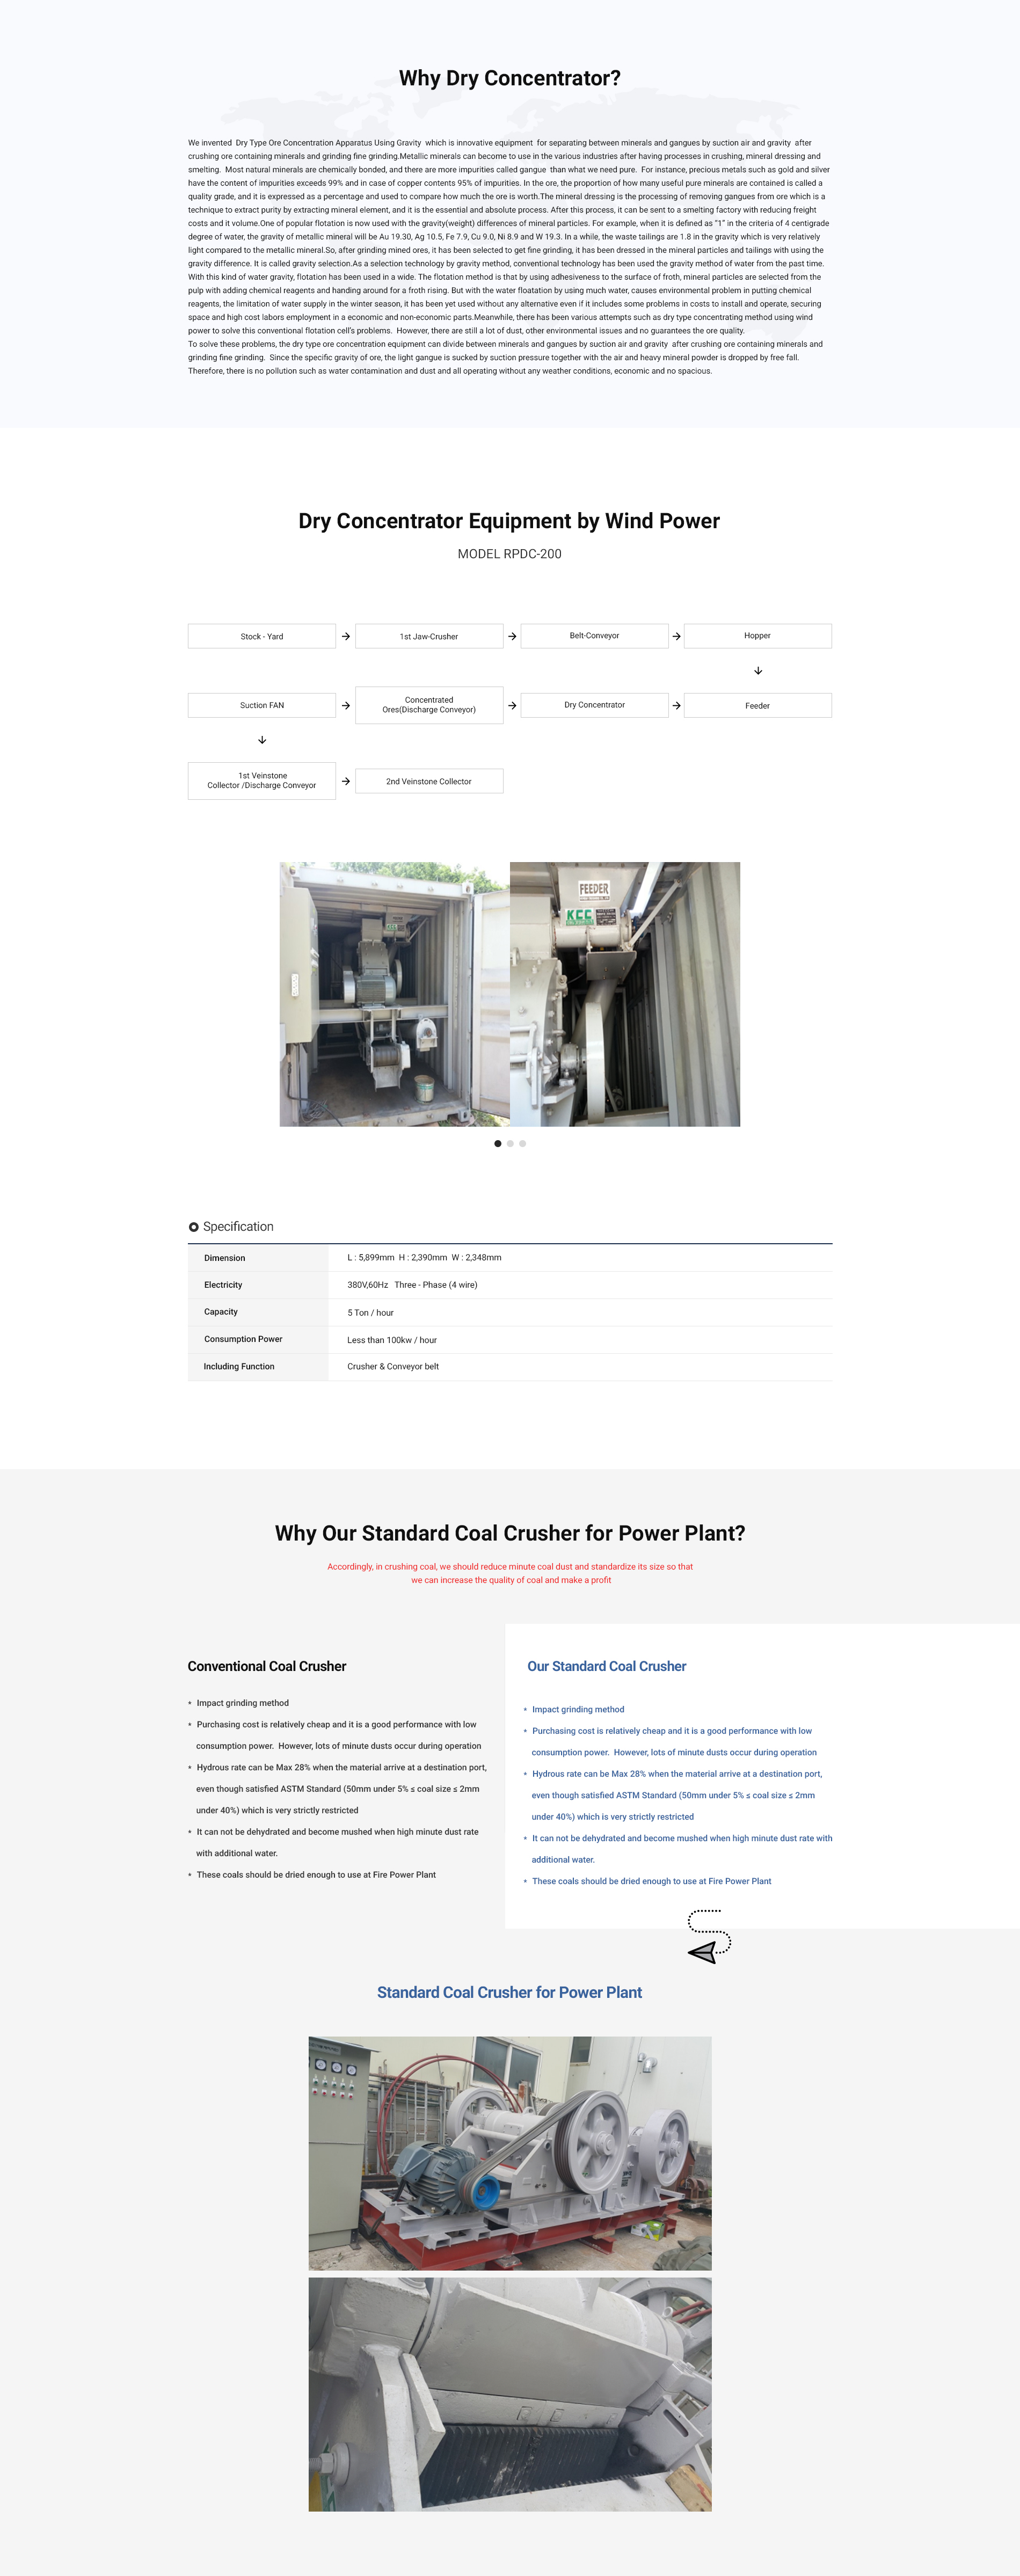 Why Dry Concentrator?
We invented  Dry Type Ore Concentration Apparatus Using Gravity  which is innovative equipment  for separating between minerals and gangues by suction air and gravity  after
crushing ore containing minerals and grinding fine grinding.Metallic minerals can become to use in the various industries after having processes in crushing, mineral dressing and
smelting.  Most natural minerals are chemically bonded, and there are more impurities called gangue  than what we need pure.  For instance, precious metals such as gold and silver
have the content of impurities exceeds 99% and in case of copper contents 95% of impurities. In the ore, the proportion of how many useful pure minerals are contained is called a
quality grade, and it is expressed as a percentage and used to compare how much the ore is worth.The mineral dressing is the processing of removing gangues from ore which is a
technique to extract purity by extracting mineral element, and it is the essential and absolute process. After this process, it can be sent to a smelting factory with reducing freight
costs and it volume.One of popular flotation is now used with the gravity(weight) differences of mineral particles. For example, when it is defined as "1" in the criteria of 4 centigrade
degree of water, the gravity of metallic mineral will be Au 19.30, Ag 10.5, Fe 7.9, Cu 9.0, Ni 8.9 and W 19.3. In a while, the waste tailings are 1.8 in the gravity which is very relatively
light compared to the metallic mineral.So, after grinding mined ores, it has been selected to get fine grinding, it has been dressed in the mineral particles and tailings with using the
gravity difference. It is called gravity selection.As a selection technology by gravity method, conventional technology has been used the gravity method of water from the past time.
With this kind of water gravity, flotation has been used in a wide. The flotation method is that by using adhesiveness to the surface of froth, mineral particles are selected from the
pulp with adding chemical reagents and handing around for a froth rising. But with the water floatation by using much water, causes environmental problem in putting chemical
reagents, the limitation of water supply in the winter season, it has been yet used without any alternative even if it includes some problems in costs to install and operate, securing
space and high cost labors employment in a economic and non-economic parts.Meanwhile, there has been various attempts such as dry type concentrating method using wind
power to solve this conventional flotation cell's problems.  However, there are still a lot of dust, other environmental issues and no guarantees the ore quality.
To solve these problems, the dry type ore concentration equipment can divide between minerals and gangues by suction air and gravity  after crushing ore containing minerals and
grinding fine grinding.  Since the specific gravity of ore, the light gangue is sucked by suction pressure together with the air and heavy mineral powder is dropped by free fall.
Therefore, there is no pollution such as water contamination and dust and all operating without any weather conditions, economic and no spacious.
Dry Concentrator Equipment by Wind Power
MODEL RPDC-200
Stock - Yard
1st Jaw-Crusher
Belt-Conveyor
Hopper
Suction FAN
Concentrated
Ores(Discharge Conveyor)
Dry Concentrator
Feeder
1st Veinstone
Collector /Discharge Conveyor
2nd Veinstone Collector
FEEDER
KCC
Specification
Dimension
L : 5,899mm  H : 2,390mm  W : 2,348mm
Electricity
380V,60Hz   Three - Phase (4 wire)
Capacity
5 Ton / hour
Consumption Power
Less than 100kw / hour
Including Function
Crusher & Conveyor belt
Why Our Standard Coal Crusher for Power Plant?
Accordingly, in crushing coal, we should reduce minute coal dust and standardize its size so that
we can increase the quality of coal and make a profit
Conventional Coal Crusher
• Impact grinding method
• Purchasing cost is relatively cheap and it is a good performance with low
consumption power.  However, lots of minute dusts occur during operation
• Hydrous rate can be Max 28% when the material arrive at a destination port,
even though satisfied ASTM Standard (50mm under 5% ≤ coal size ≤ 2mm
under 40%) which is very strictly restricted
• It can not be dehydrated and become mushed when high minute dust rate
with additional water.
• These coals should be dried enough to use at Fire Power Plant
Our Standard Coal Crusher
• Impact grinding method
• Purchasing cost is relatively cheap and it is a good performance with low
consumption power.  However, lots of minute dusts occur during operation
• Hydrous rate can be Max 28% when the material arrive at a destination port,
even though satisfied ASTM Standard (50mm under 5% ≤ coal size ≤ 2mm
under 40%) which is very strictly restricted
• It can not be dehydrated and become mushed when high minute dust rate with
additional water.
• These coals should be dried enough to use at Fire Power Plant
Standard Coal Crusher for Power Plant